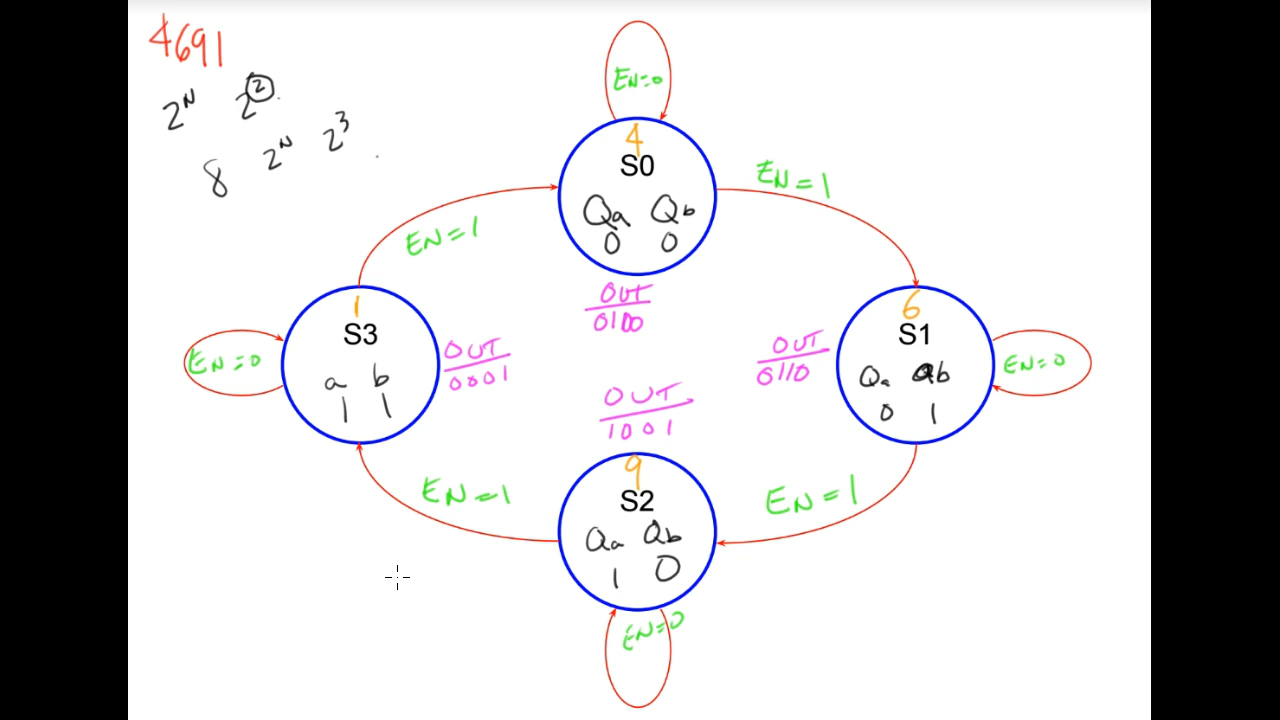 4691
2^N 2^2
8 2^N 2^3
EN=0
4
S0
Qa Qb
0 0
OUT
0100
EN=1
EN=1
1
S3
a b
1 1
OUT
0001
EN=0
6
S1
Qa Qb
0 1
OUT
0110
EN=0
OUT
1001
9
S2
Qa Qb
1 0
EN=1
EN=1
EN=0